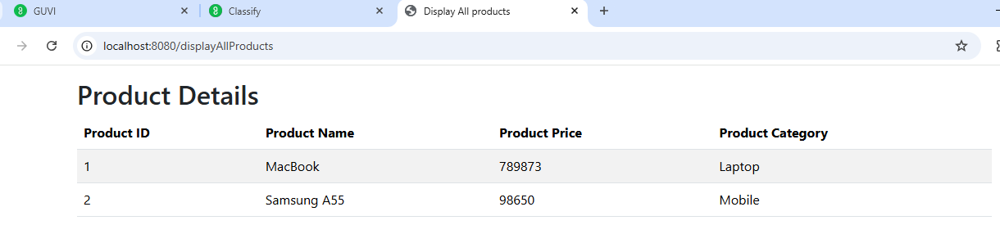 GUVI Classify Display All products
localhost:8080/displayAllProducts
Product Details
Product ID Product Name Product Price Product Category
1 MacBook 789873 Laptop
2 Samsung A55 98650 Mobile